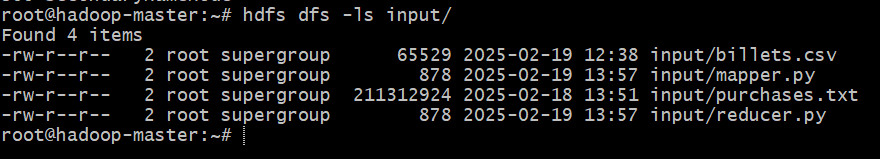 root@hadoop-master:~# hdfs dfs -ls input/
Found 4 items
-rw-r--r--   2 root supergroup      65529 2025-02-19 12:38 input/billets.csv
-rw-r--r--   2 root supergroup        878 2025-02-19 13:57 input/mapper.py
-rw-r--r--   2 root supergroup  211312924 2025-02-18 13:51 input/purchases.txt
-rw-r--r--   2 root supergroup        878 2025-02-19 13:57 input/reducer.py
root@hadoop-master:~#